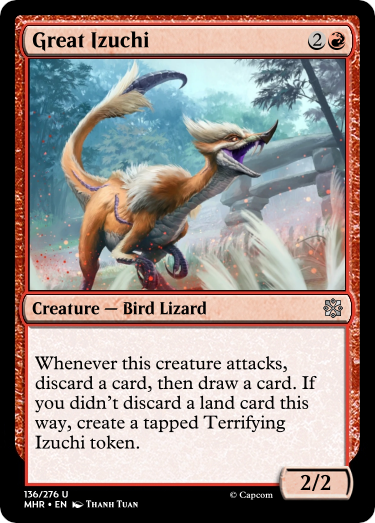 Great Izuchi 2
Creature — Bird Lizard
Whenever this creature attacks,
discard a card, then draw a card. If
you didn't discard a land card this
way, create a tapped Terrifying
Izuchi token.
2/2
136/276 U
MHR • EN Thanh Tuan
© Capcom